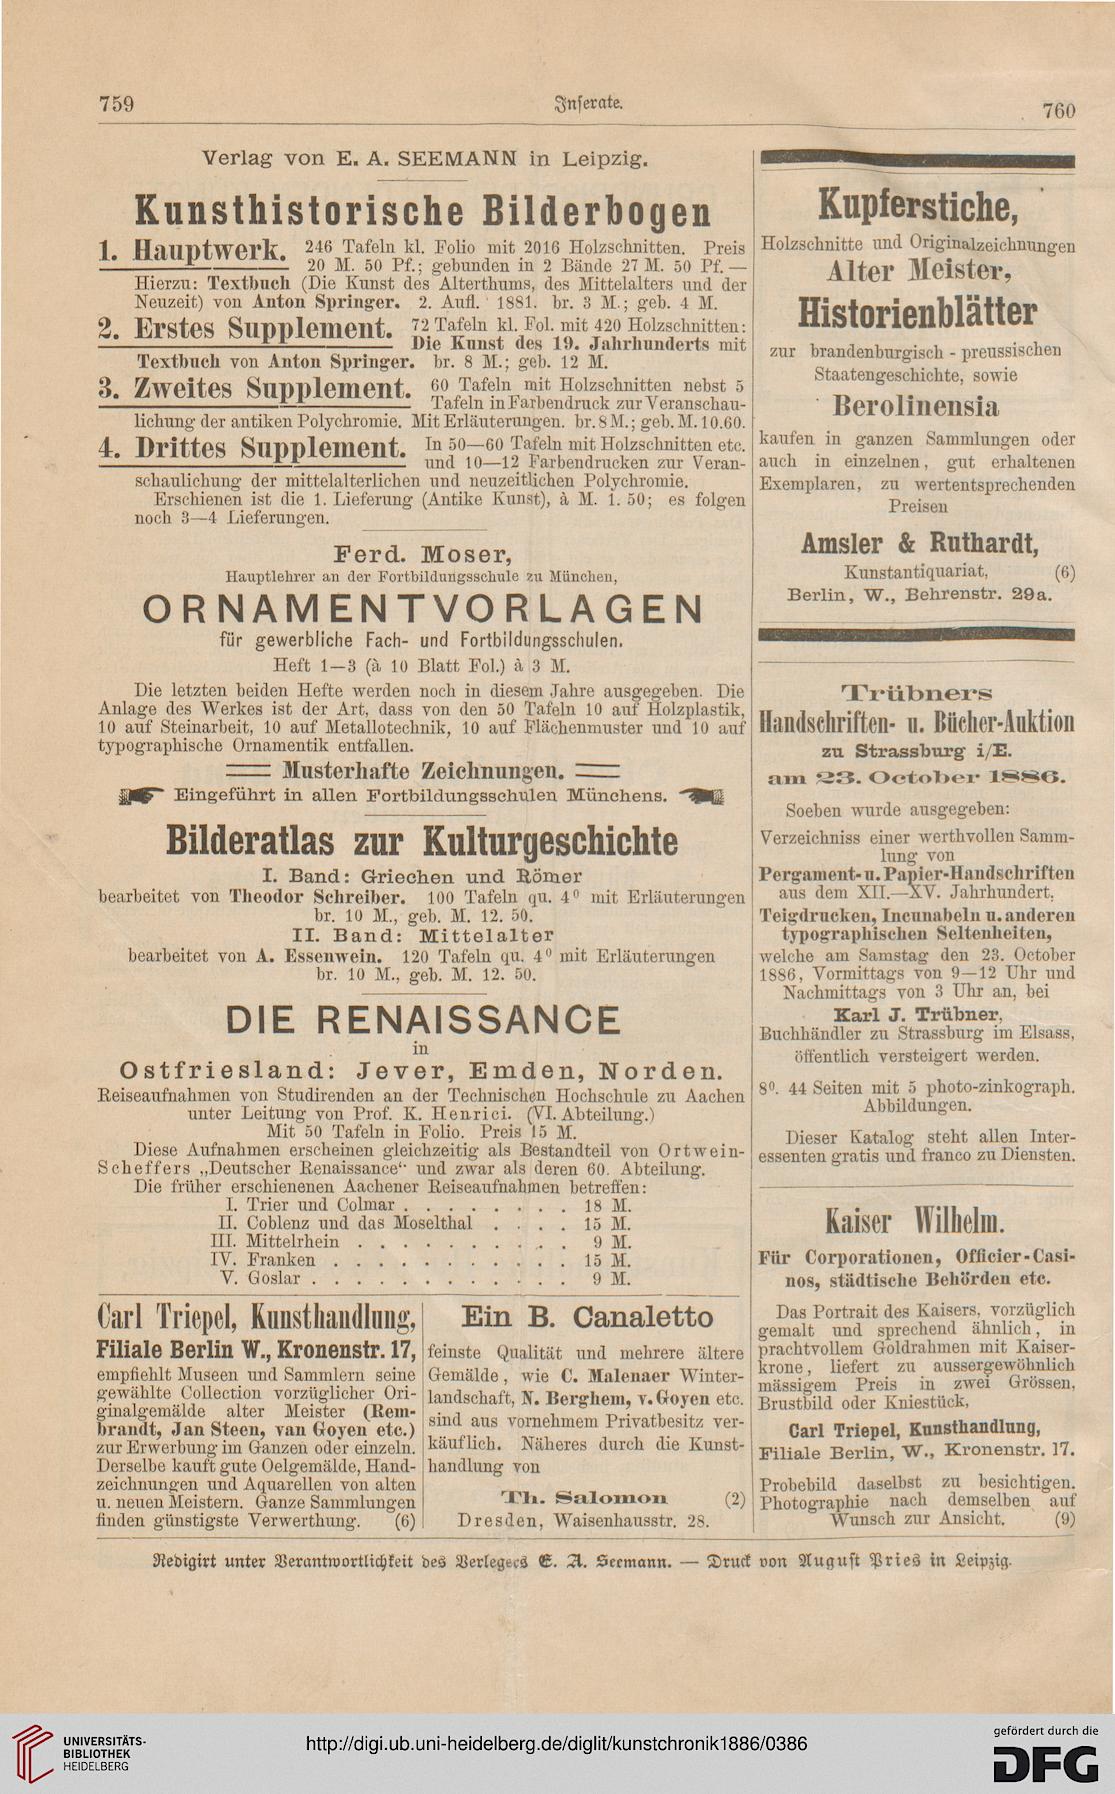 759
Inserate.
760
Verlag von E. A. SEEMANN in Leipzig.
Kunsthistorische Bilderbogen
1. Hauptwerk. 246 Tafeln kl. Folio mit 2016 Holzschnitten. Preis
20 M. 50 Pf.; gebunden in 2 Bände 27 M. 50 Pf. —
Hierzu: Textbuch (Die Kunst des Alterthums, des Mittelalters und der
Neuzeit) von Anton Springer. 2. Aufl. 1881. br. 3 M.; geb. 4 M.
2. Erstes Supplement. 72 Tafeln kl. Fol. mit 420 Holzschnitten:
Die Kunst des 19. Jahrhunderts mit
Textbuch von Anton Springer. br. 8 M.; geb. 12 M.
3. Zweites Supplement. 60 Tafeln mit Holzschnitten nebst 5
Tafeln in Farbendruck zur Veranschau-
lichung der antiken Polychromie. Mit Erläuterungen. br. 8 M.; geb. M. 10.60.
4. Drittes Supplement. In 50—60 Tafeln mit Holzschnitten etc.
und 10—12 Farbendrucken zur Veran-
schaulichung der mittelalterlichen und neuzeitlichen Polychromie.
Erschienen ist die 1. Lieferung (Antike Kunst), à M. 1. 50; es folgen
noch 3—4 Lieferungen.
Ferd. Moser,
Hauptlehrer an der Fortbildungsschule zu München,
ORNAMENTVORLAGEN
für gewerbliche Fach- und Fortbildungsschulen.
Heft 1—3 (à 10 Blatt Fol.) à 3 M.
Die letzten beiden Hefte werden noch in diesem Jahre ausgegeben. Die
Anlage des Werkes ist der Art, dass von den 50 Tafeln 10 auf Holzplastik,
10 auf Steinarbeit, 10 auf Metallotechnik, 10 auf Flächenmuster und 10 auf
typographische Ornamentik entfallen.
Musterhafte Zeichnungen.
Eingeführt in allen Fortbildungsschulen Münchens.
Bilderatlas zur Kulturgeschichte
I. Band: Griechen und Römer
bearbeitet von Theodor Schreiber. 100 Tafeln qu. 4° mit Erläuterungen
br. 10 M., geb. M. 12. 50.
II. Band: Mittelalter
bearbeitet von A. Essenwein. 120 Tafeln qu. 4° mit Erläuterungen
br. 10 M., geb. M. 12. 50.
DIE RENAISSANCE
in
Ostfriesland: Jever, Emden, Norden.
Reiseaufnahmen von Studirenden an der Technischen Hochschule zu Aachen
unter Leitung von Prof. K. Henrici. (VI. Abteilung.)
Mit 50 Tafeln in Folio. Preis 15 M.
Diese Aufnahmen erscheinen gleichzeitig als Bestandteil von Ortwein-
Scheffers „Deutscher Renaissance“ und zwar als deren 60. Abteilung.
Die früher erschienenen Aachener Reiseaufnahmen betreffen:
I. Trier und Colmar . . . . . . . . 18 M.
II. Coblenz und das Moselthal . . . . 15 M.
III. Mittelrhein . . . . . . . . . . 9 M.
IV. Franken . . . . . . . . . . . 15 M.
V. Goslar . . . . . . . . . . . . 9 M.
Carl Triepel, Kunsthandlung,
Filiale Berlin W., Kronenstr. 17,
empfiehlt Museen und Sammlern seine
gewählte Collection vorzüglicher Ori-
ginalgemälde alter Meister (Rem-
brandt, Jan Steen, van Goyen etc.)
zur Erwerbung im Ganzen oder einzeln.
Derselbe kauft gute Oelgemälde, Hand-
zeichnungen und Aquarellen von alten
u. neuen Meistern. Ganze Sammlungen
finden günstigste Verwerthung. (6)
Ein B. Canaletto
feinste Qualität und mehrere ältere
Gemälde, wie C. Malenaer Winter-
landschaft, N. Berghem, v. Goyen etc.
sind aus vornehmem Privatbesitz ver-
käuflich. Näheres durch die Kunst-
handlung von
Th. Salomon (2)
Dresden, Waisenhausstr. 28.
Kupferstiche,
Holzschnitte und Originalzeichnungen
Alter Meister,
Historienblätter
zur brandenburgisch - preussischen
Staatengeschichte, sowie
Berolinensia
kaufen in ganzen Sammlungen oder
auch in einzelnen, gut erhaltenen
Exemplaren, zu wertentsprechenden
Preisen
Amsler & Ruthardt,
Kunstantiquariat, (6)
Berlin, W., Behrenstr. 29a.
Trübners
Handschriften- u. Bücher-Auktion
zu Strassburg i/E.
am 23. October 1886.
Soeben wurde ausgegeben:
Verzeichniss einer werthvollen Samm-
lung von
Pergament- u. Papier-Handschriften
aus dem XII.—XV. Jahrhundert,
Teigdrucken, Incunabeln u. anderen
typographischen Seltenheiten,
welche am Samstag den 23. October
1886, Vormittags von 9—12 Uhr und
Nachmittags von 3 Uhr an, bei
Karl J. Trübner,
Buchhändler zu Strassburg im Elsass,
öffentlich versteigert werden.
8°. 44 Seiten mit 5 photo-zinkograph.
Abbildungen.
Dieser Katalog steht allen Inter-
essenten gratis und franco zu Diensten.
Kaiser Wilhelm.
Für Corporationen, Officier-Casi-
nos, städtische Behörden etc.
Das Portrait des Kaisers, vorzüglich
gemalt und sprechend ähnlich, in
prachtvollem Goldrahmen mit Kaiser-
krone, liefert zu aussergewöhnlich
mässigem Preis in zwei Grössen,
Brustbild oder Kniestück,
Carl Triepel, Kunsthandlung,
Filiale Berlin, W., Kronenstr. 17.
Probebild daselbst zu besichtigen.
Photographie nach demselben auf
Wunsch zur Ansicht. (9)
Redigirt unter Verantwortlichkeit des Verlegers E. A. Seemann. — Druck von August Pries in Leipzig.
UNIVERSITÄTS-
BIBLIOTHEK
HEIDELBERG
http://digi.ub.uni-heidelberg.de/diglit/kunstchronik1886/0386
gefördert durch die
DFG